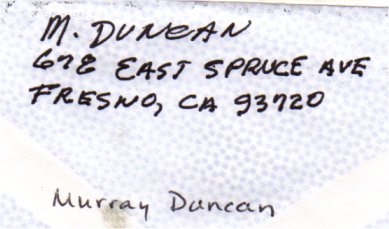 M. DUNCAN
678 EAST SPRUCE AVE
FRESNO, CA 93720
Murray Duncan